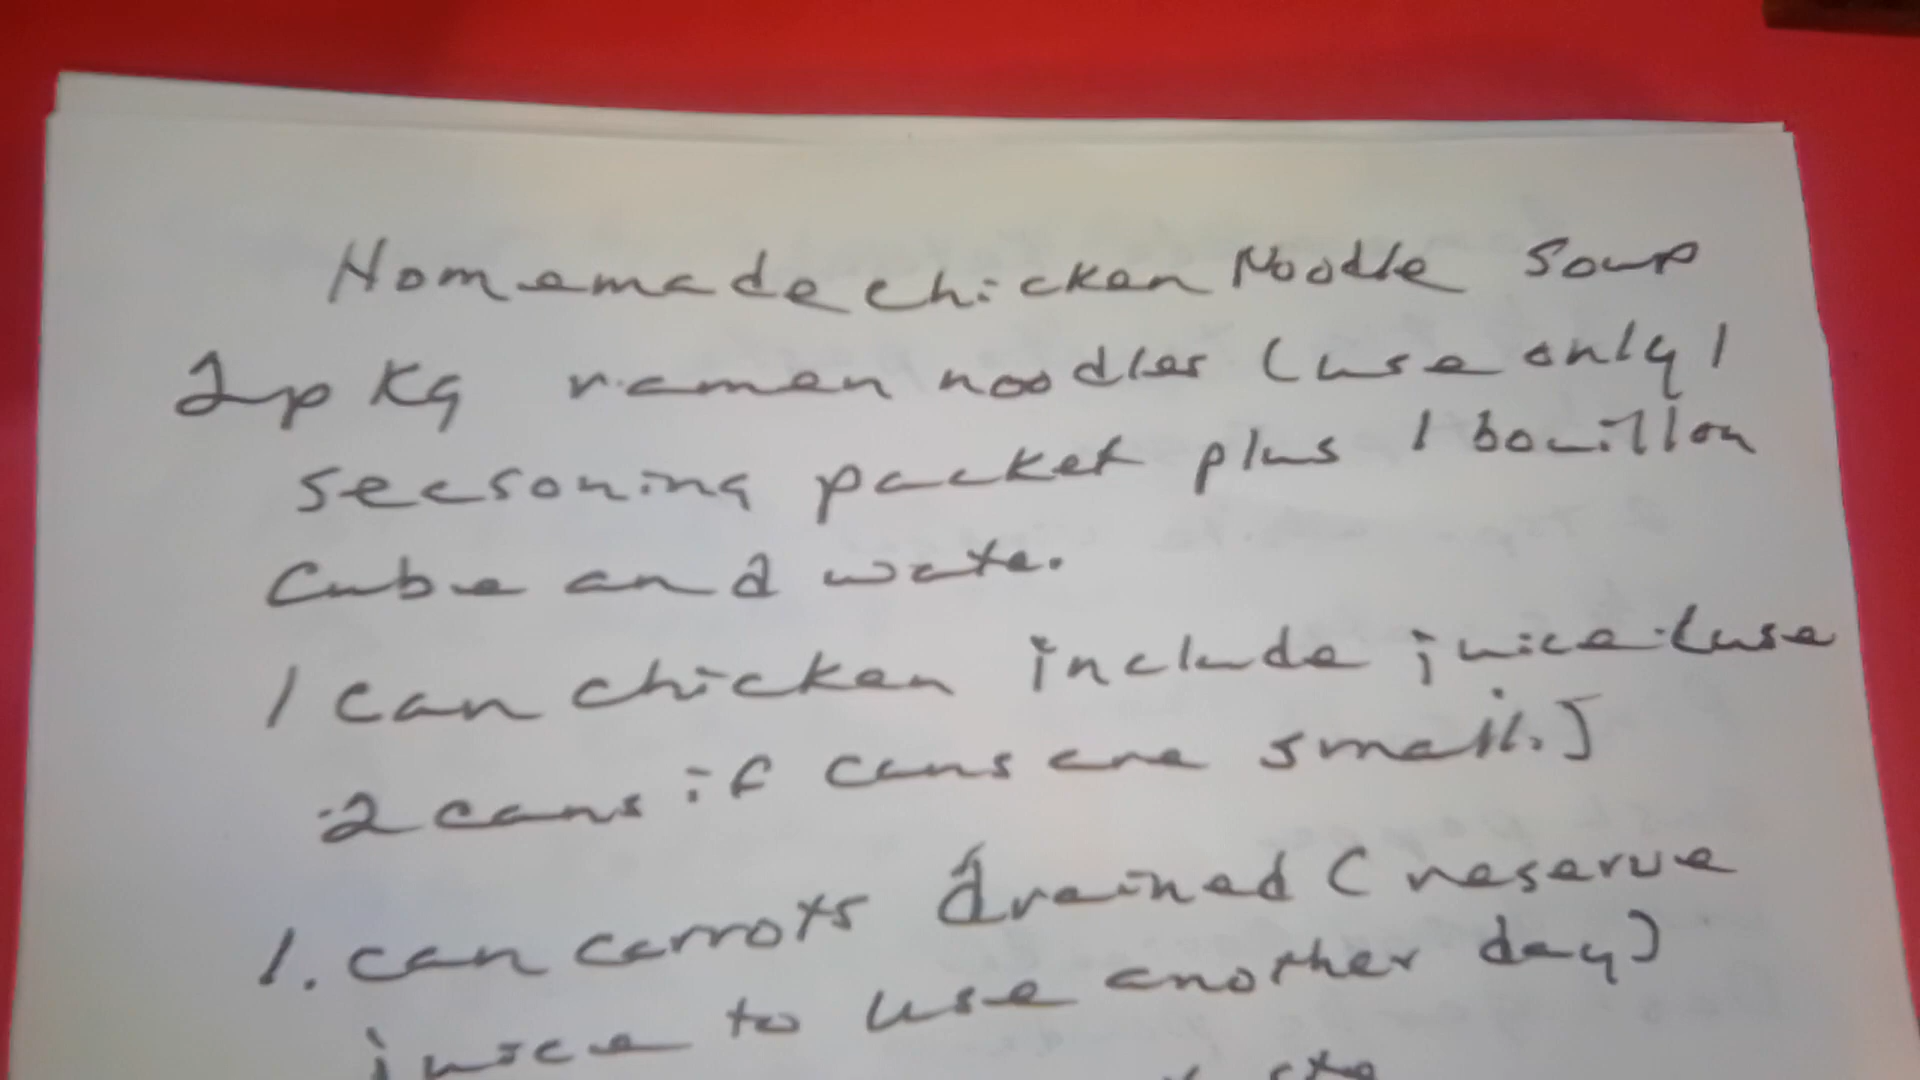 Homemade chicken Noodle Soup
2 pkg ramen noodles (use only 1
seasoning packet plus 1 bouillon
Cube and wate.
1 can chicken include juice (use
2 cans if cans are small.)
1. can carrots drained (reserve
juice to use another day)